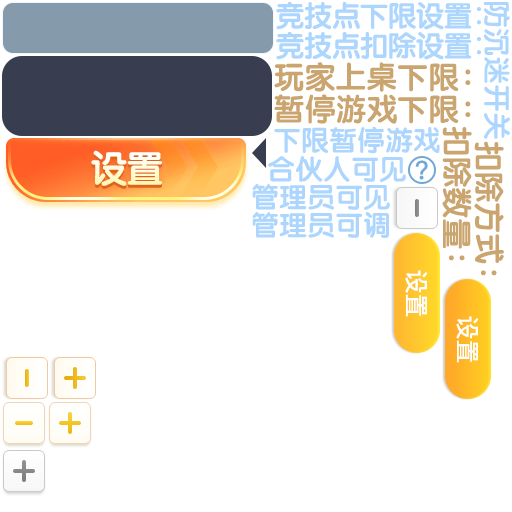 竞技点下限设置:
竞技点扣除设置:
玩家上桌下限:
暂停游戏下限:
下限暂停游戏
合伙人可见?
管理员可见
管理员可调
设置
防沉迷开关
扣除数量:
扣除方式:
设置
设置